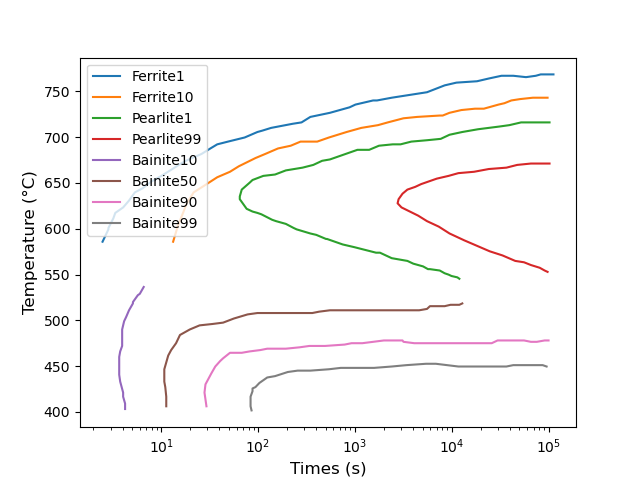 Ferrite1
Ferrite10
Pearlite1
Pearlite99
Bainite10
Bainite50
Bainite90
Bainite99
750
700
650
600
550
500
450
400
Temperature (°C)
10¹ 10² 10³ 10⁴ 10⁵
Times (s)